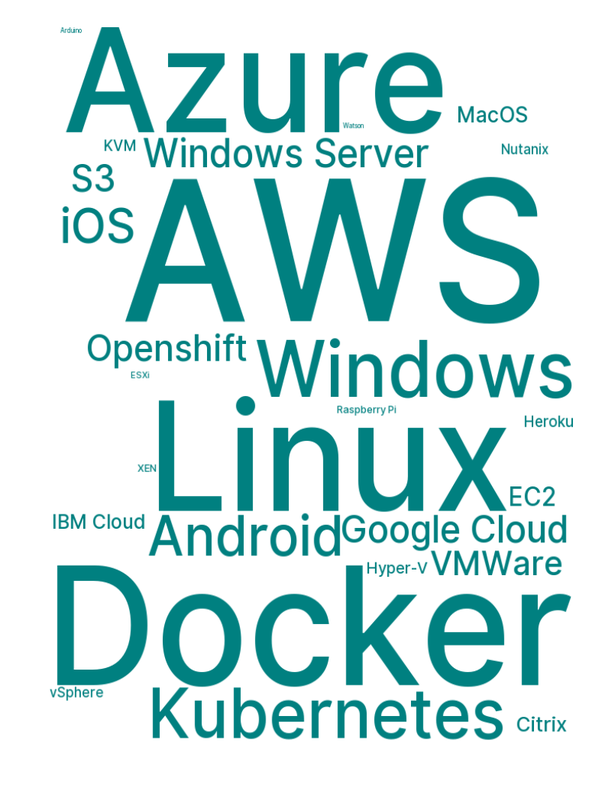 Arduino
Azure
MacOS
Watson
KVM
Windows Server
Nutanix
S3
iOS
AWS
Openshift
Windows
ESXi
Raspberry Pi
Linux
Heroku
XEN
EC2
IBM Cloud
Android
Google Cloud
Hyper-V
VMWare
Docker
vSphere
Kubernetes
Citrix